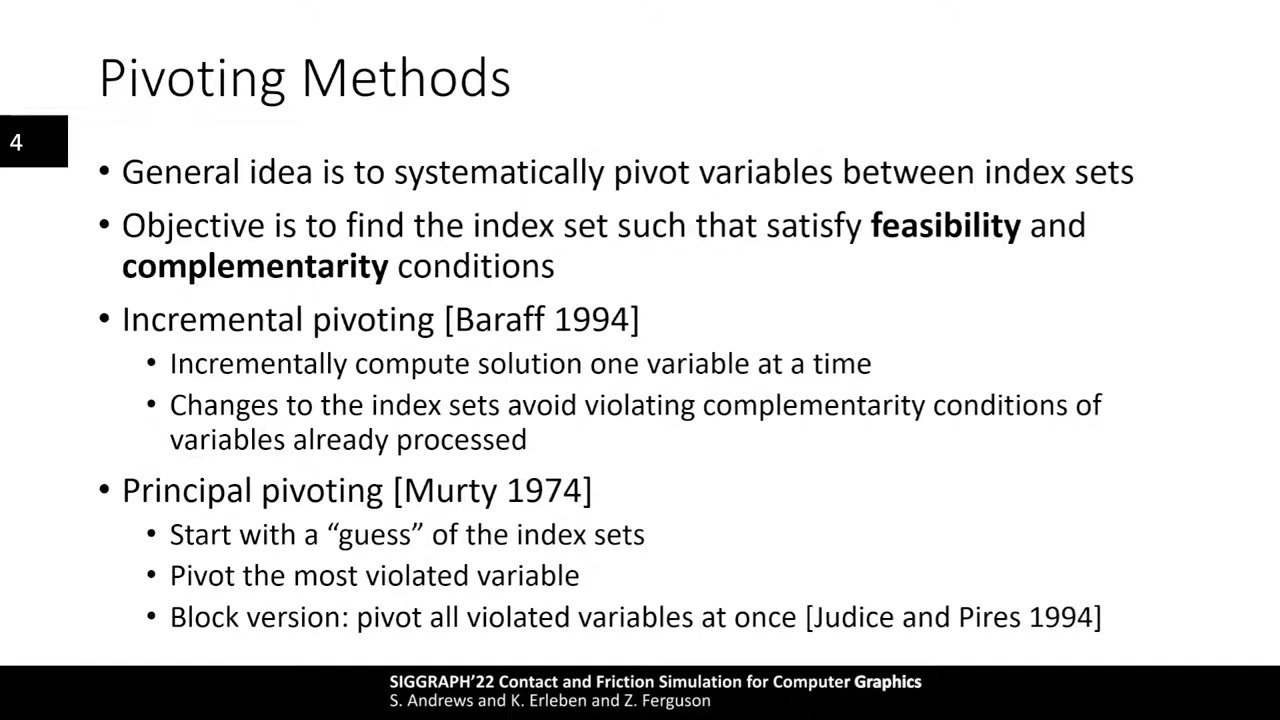 Pivoting Methods
4
• General idea is to systematically pivot variables between index sets
• Objective is to find the index set such that satisfy feasibility and
complementarity conditions
• Incremental pivoting [Baraff 1994]
• Incrementally compute solution one variable at a time
• Changes to the index sets avoid violating complementarity conditions of
variables already processed
• Principal pivoting [Murty 1974]
• Start with a “guess” of the index sets
• Pivot the most violated variable
• Block version: pivot all violated variables at once [Judice and Pires 1994]
SIGGRAPH’22 Contact and Friction Simulation for Computer Graphics
S. Andrews and K. Erleben and Z. Ferguson